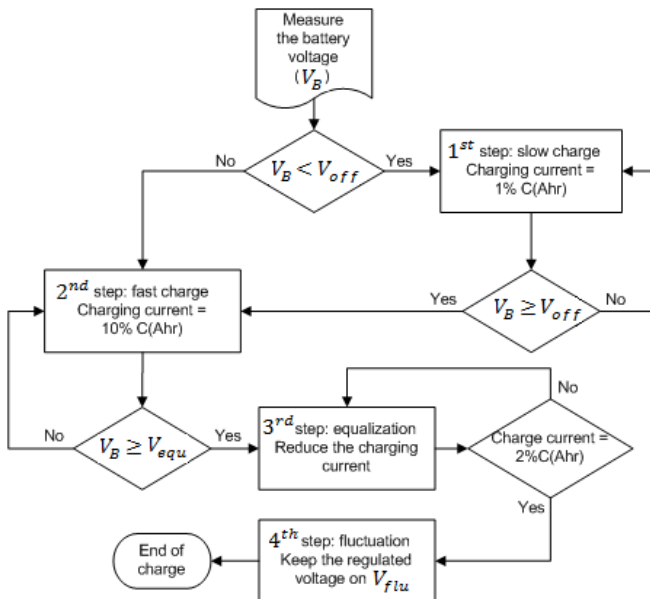 Measure
the battery
voltage
(V_B)
No
V_B < V_off
Yes
1^st step: slow charge
Charging current =
1% C(Ahr)
2^nd step: fast charge
Charging current =
10% C(Ahr)
Yes
V_B ≥ V_off
No
No
V_B ≥ V_equ
Yes
3^rd step: equalization
Reduce the charging
current
No
Charge current =
2%C(Ahr)
Yes
End of
charge
4^th step: fluctuation
Keep the regulated
voltage on V_flu